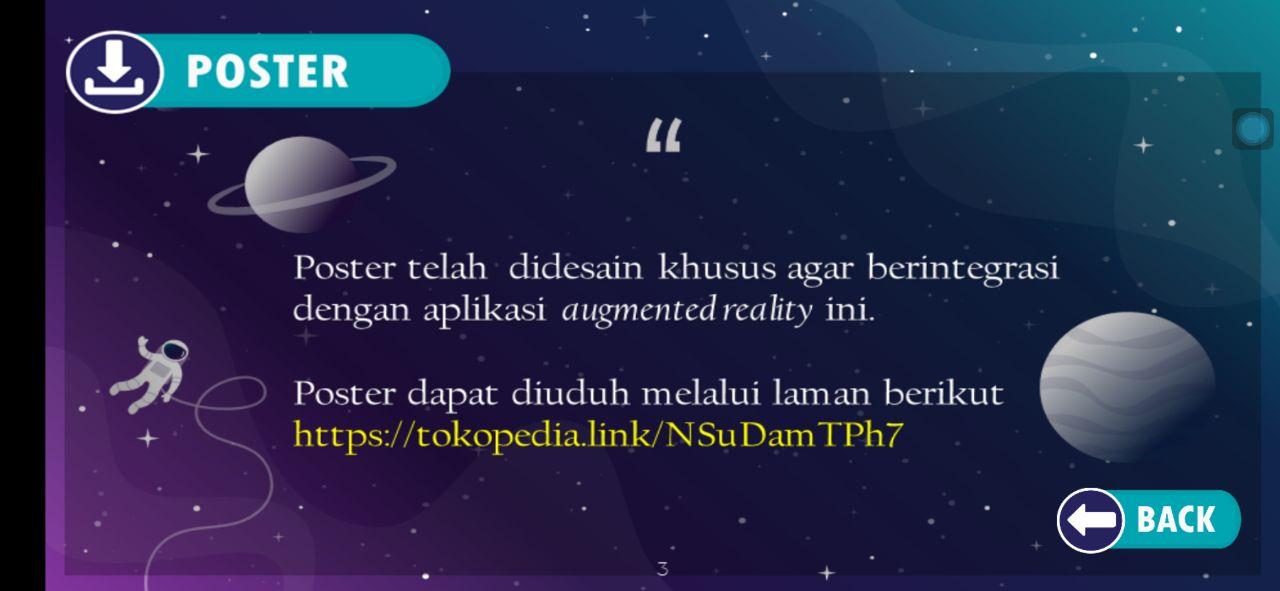 POSTER
“
Poster telah didesain khusus agar berintegrasi
dengan aplikasi augmented reality ini.
Poster dapat diuduh melalui laman berikut
https://tokopedia.link/NSuDamTPh7
BACK
3